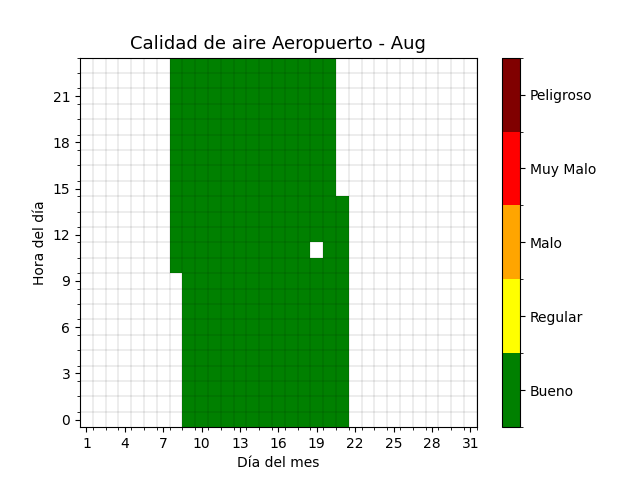 Calidad de aire Aeropuerto - Aug
Hora del día
21
18
15
12
9
6
3
0
1 4 7 10 13 16 19 22 25 28 31
Día del mes
Peligroso
Muy Malo
Malo
Regular
Bueno